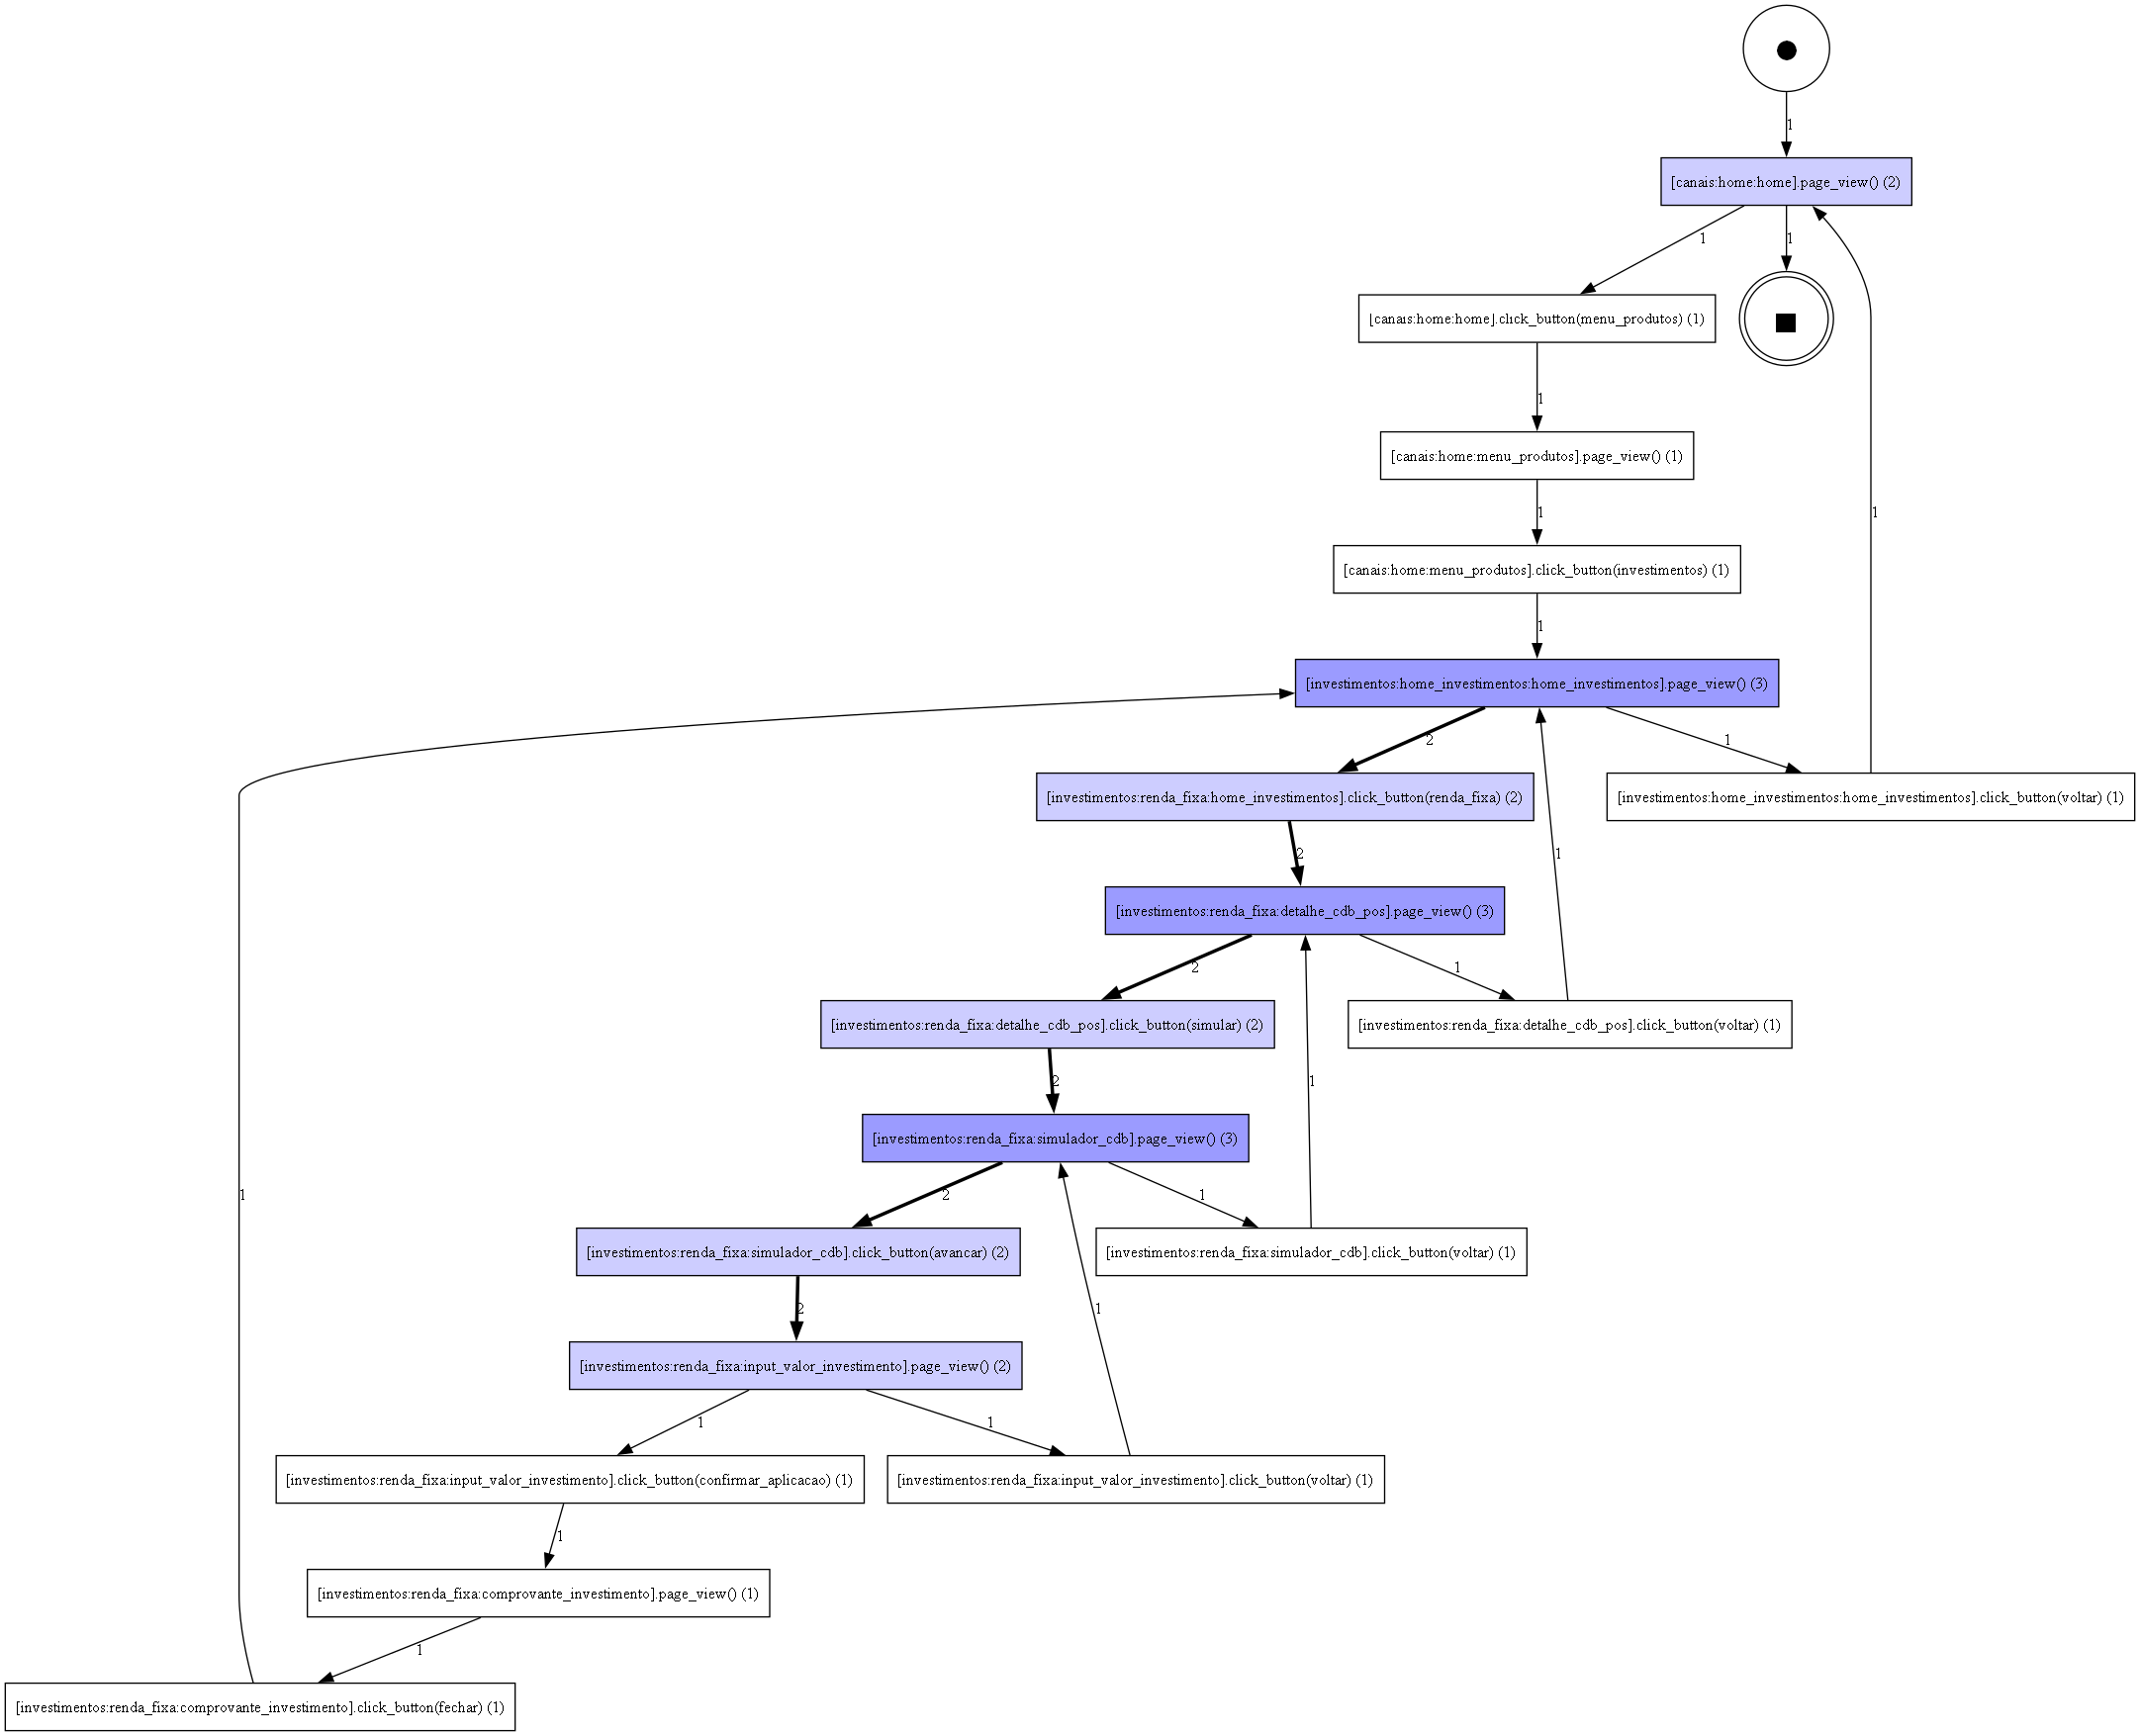 1
[canais:home:home].page_view() (2)
1
1
[canais:home:home].click_button(menu_produtos) (1)
1
[canais:home:menu_produtos].page_view() (1)
1
1
[canais:home:menu_produtos].click_button(investimentos) (1)
1
[investimentos:home_investimentos:home_investimentos].page_view() (3)
2
1
[investimentos:renda_fixa:home_investimentos].click_button(renda_fixa) (2)
[investimentos:home_investimentos:home_investimentos].click_button(voltar) (1)
2
1
[investimentos:renda_fixa:detalhe_cdb_pos].page_view() (3)
2
1
[investimentos:renda_fixa:detalhe_cdb_pos].click_button(simular) (2)
[investimentos:renda_fixa:detalhe_cdb_pos].click_button(voltar) (1)
2
1
[investimentos:renda_fixa:simulador_cdb].page_view() (3)
1
2
1
[investimentos:renda_fixa:simulador_cdb].click_button(avancar) (2)
[investimentos:renda_fixa:simulador_cdb].click_button(voltar) (1)
2
1
[investimentos:renda_fixa:input_valor_investimento].page_view() (2)
1
1
[investimentos:renda_fixa:input_valor_investimento].click_button(confirmar_aplicacao) (1)
[investimentos:renda_fixa:input_valor_investimento].click_button(voltar) (1)
1
[investimentos:renda_fixa:comprovante_investimento].page_view() (1)
1
[investimentos:renda_fixa:comprovante_investimento].click_button(fechar) (1)